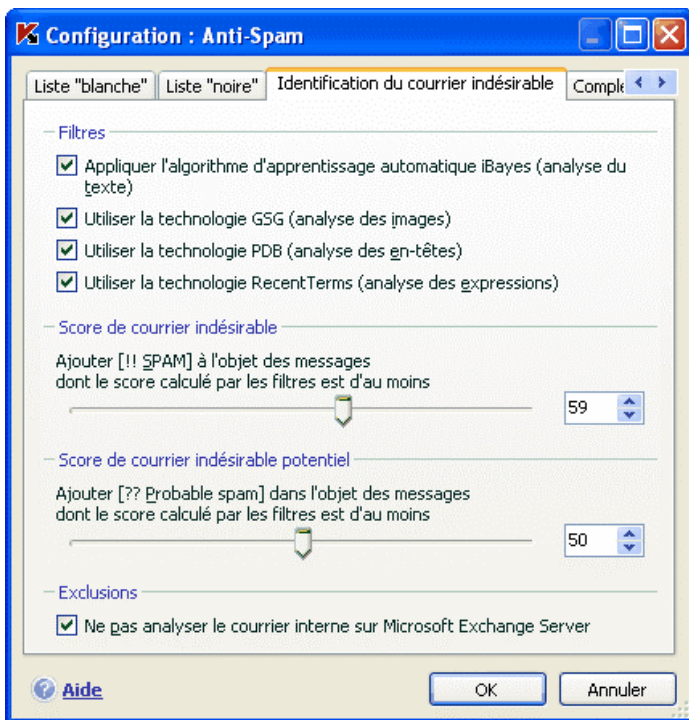 Configuration : Anti-Spam
Liste "blanche"
Liste "noire"
Identification du courrier indésirable
Complé
Filtres
Appliquer l'algorithme d'apprentissage automatique iBayes (analyse du
texte)
Utiliser la technologie GSG (analyse des images)
Utiliser la technologie PDB (analyse des en-têtes)
Utiliser la technologie RecentTerms (analyse des expressions)
Score de courrier indésirable
Ajouter [!! SPAM] à l'objet des messages
dont le score calculé par les filtres est d'au moins
59
Score de courrier indésirable potentiel
Ajouter [?? Probable spam] dans l'objet des messages
dont le score calculé par les filtres est d'au moins
50
Exclusions
Ne pas analyser le courrier interne sur Microsoft Exchange Server
Aide
OK
Annuler